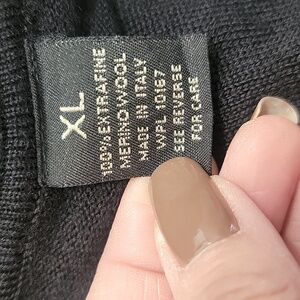 XL
100% EXTRAFINE
MERINO WOOL
MADE IN ITALY
WPL 10167
SEE REVERSE
FOR CARE